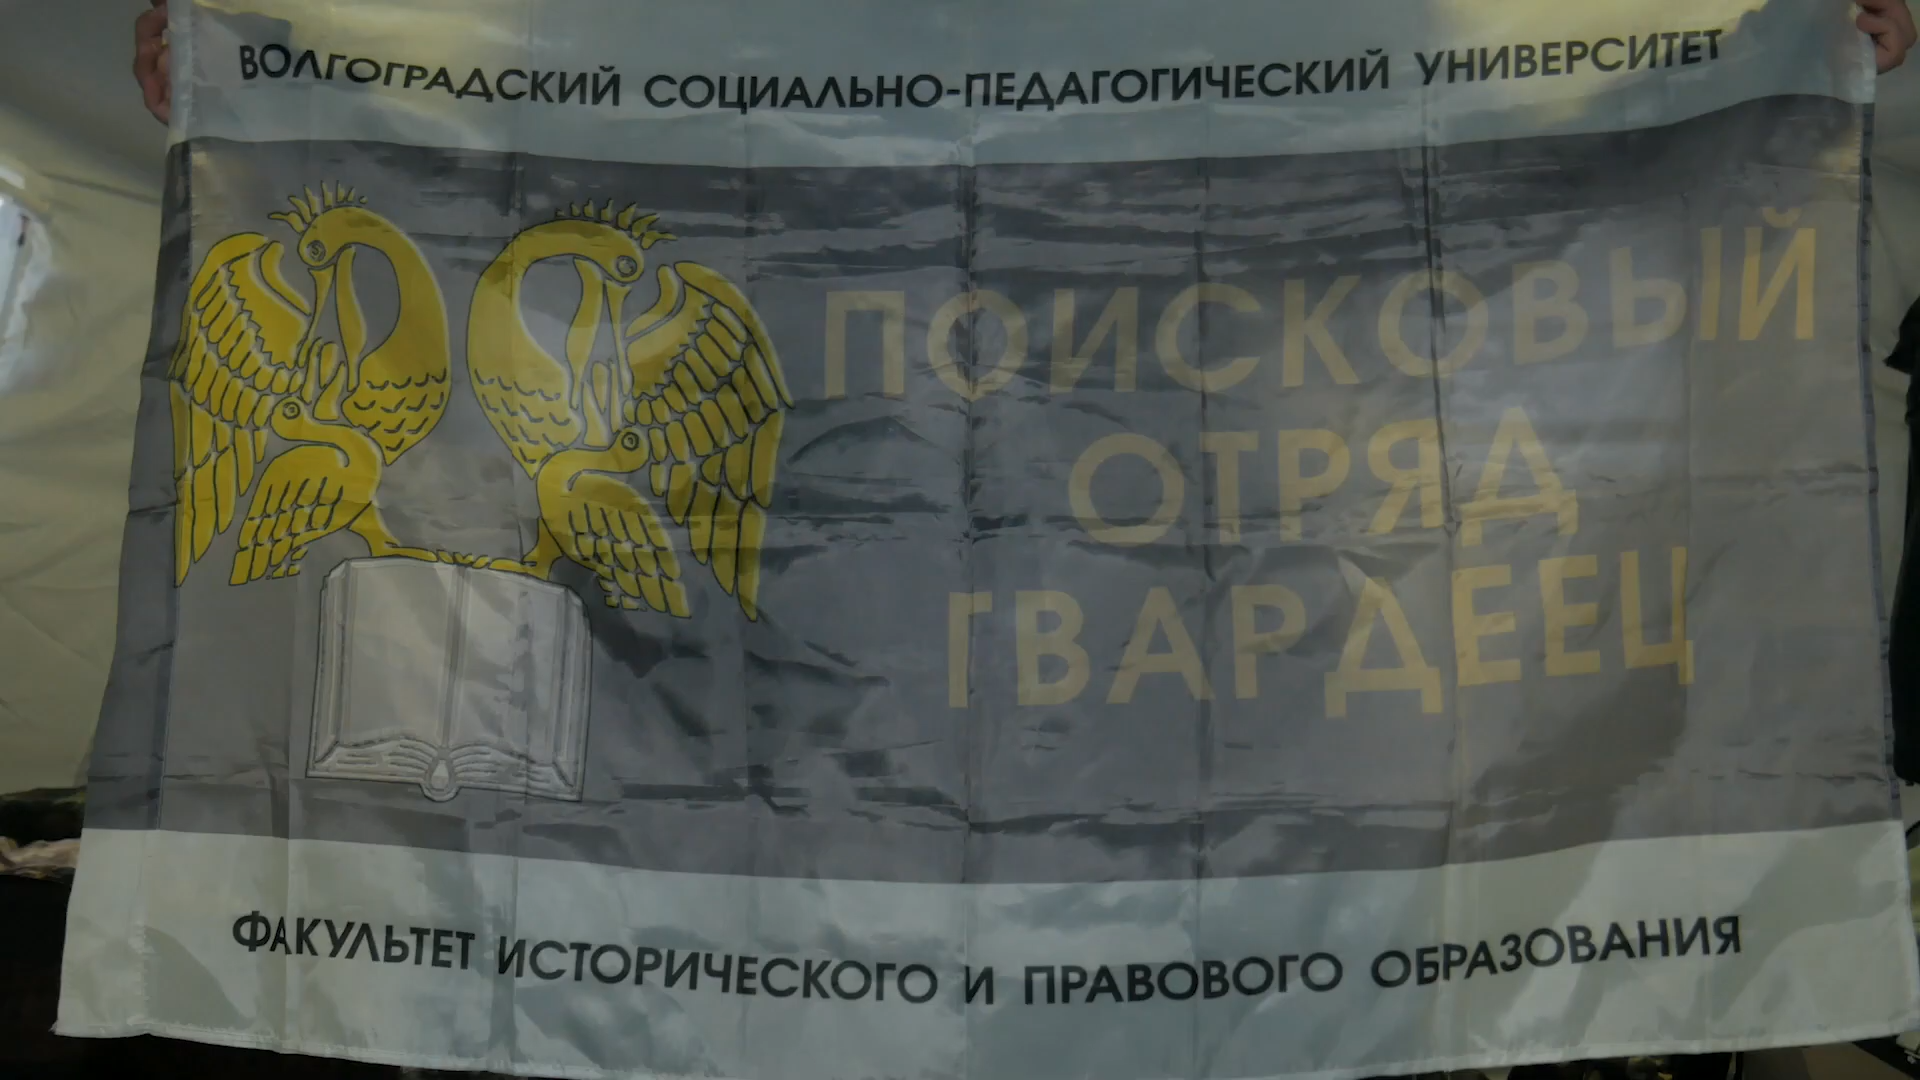 ВОЛГОГРАДСКИЙ СОЦИАЛЬНО-ПЕДАГОГИЧЕСКИЙ УНИВЕРСИТЕТ
ПОИСКОВЫЙ
ОТРЯД
ГВАРДЕЕЦ
ФАКУЛЬТЕТ ИСТОРИЧЕСКОГО И ПРАВОВОГО ОБРАЗОВАНИЯ